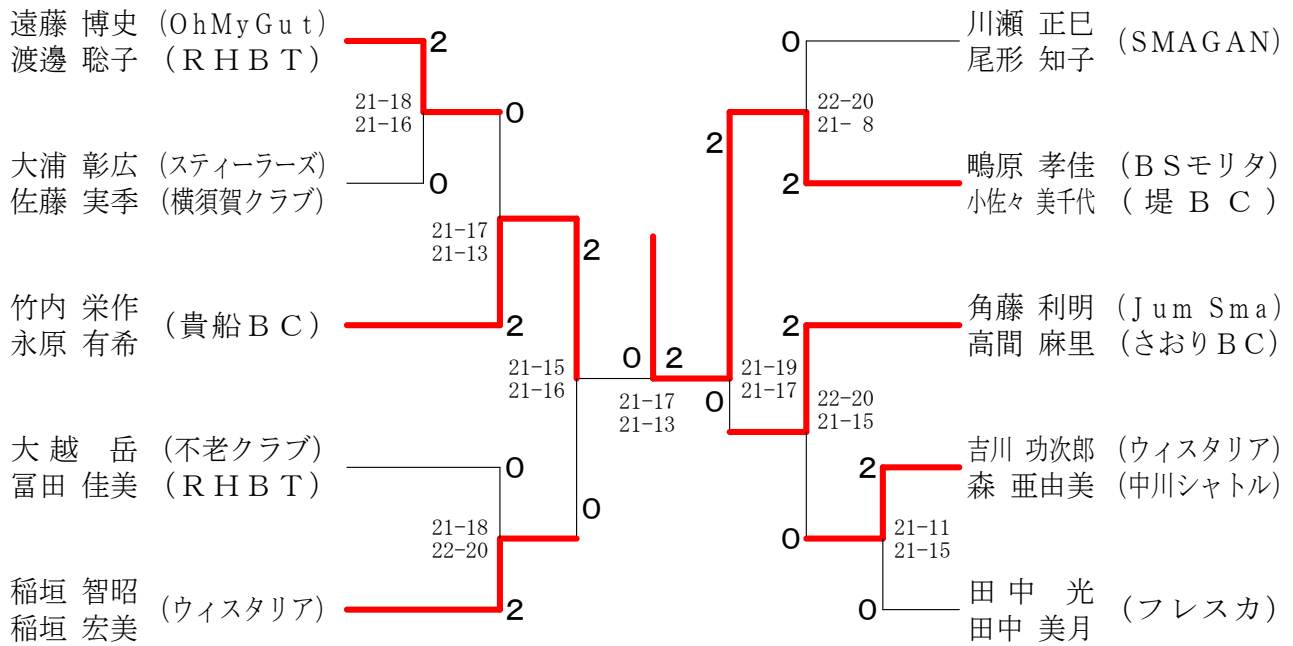 遠藤 博史 (OhMyGut)
渡邊 聡子 (RHBT)
2
21-18
21-16
0
大浦 彰広 (スティーラーズ)
佐藤 実季 (横須賀クラブ)
0
21-17
21-13
2
竹内 栄作
永原 有希
(貴船BC)
2
21-15
21-16
0
大越 岳 (不老クラブ)
冨田 佳美 (RHBT)
0
21-18
22-20
0
稲垣 智昭
稲垣 宏美
(ウィスタリア)
2
2
21-17
21-13
川瀬 正巳
尾形 知子
(SMAGAN)
0
22-20
21- 8
2
鴫原 孝佳 (BSモリタ)
小佐々 美千代 (堤BC)
2
角藤 利明 (Jum Sma)
高間 麻里 (さおりBC)
2
21-19
21-17
0
22-20
21-15
吉川 功次郎 (ウィスタリア)
森 亜由美 (中川シャトル)
2
0
21-11
21-15
田中 光
田中 美月
(フレスカ)
0